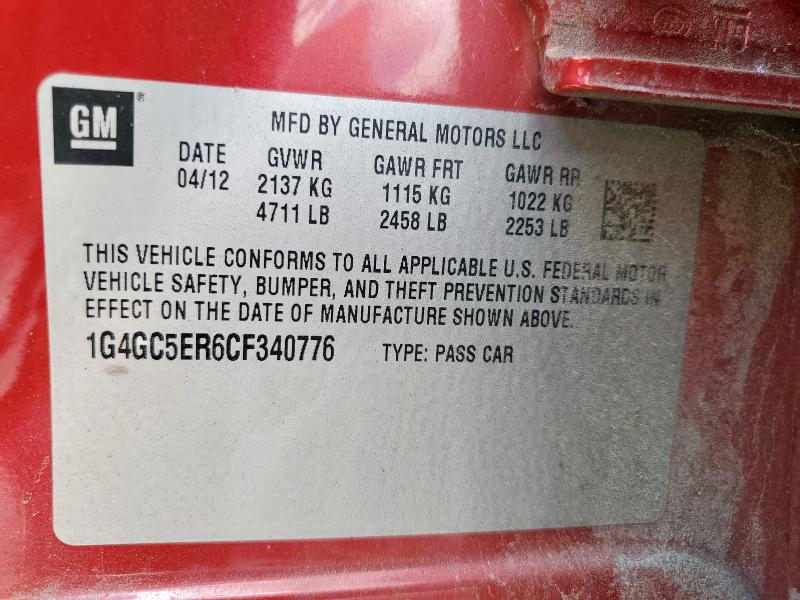 GM
®
MFD BY GENERAL MOTORS LLC
DATE GVWR GAWR FRT GAWR RR
04/12 2137 KG 1115 KG 1022 KG
4711 LB 2458 LB 2253 LB
THIS VEHICLE CONFORMS TO ALL APPLICABLE U.S. FEDERAL MOTOR
VEHICLE SAFETY, BUMPER, AND THEFT PREVENTION STANDARDS IN
EFFECT ON THE DATE OF MANUFACTURE SHOWN ABOVE.
1G4GC5ER6CF340776 TYPE: PASS CAR